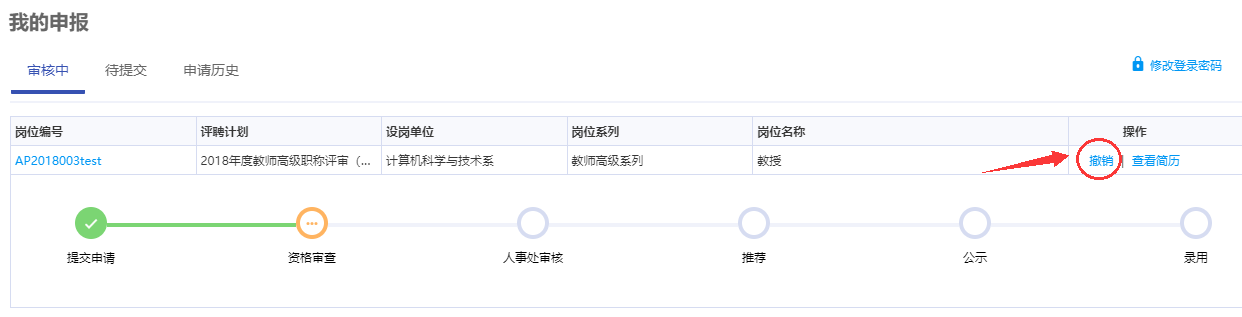 我的申报
审核中 待提交 申请历史 修改登录密码
岗位编号 评聘计划 设岗单位 岗位系列 岗位名称 操作
AP2018003test 2018年度教师高级职称评审（... 计算机科学与技术系 教师高级系列 教授 撤销 | 查看简历
提交申请 资格审查 人事处审核 推荐 公示 录用